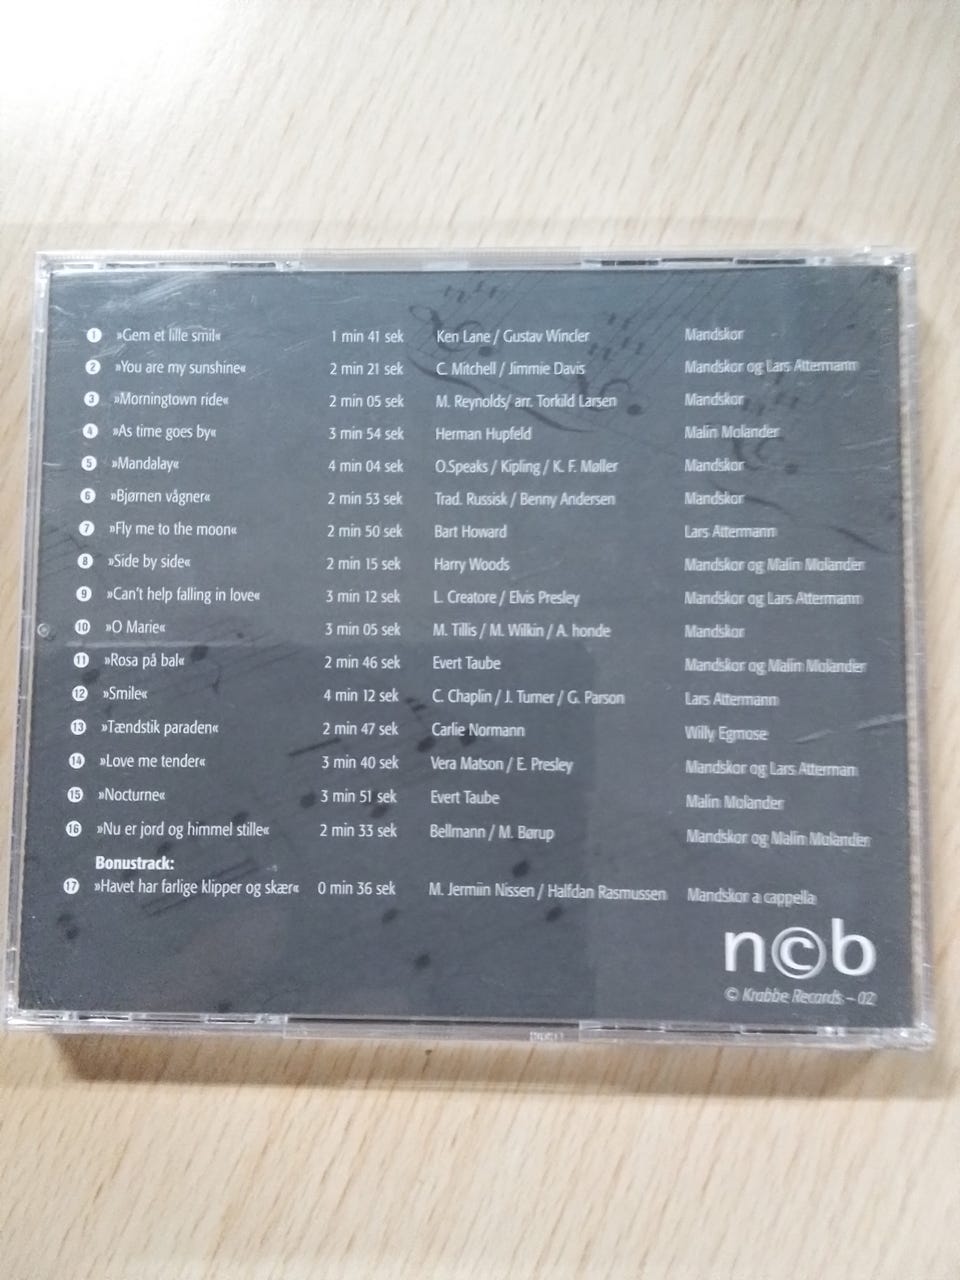 1 »Gem et lille smil« 1 min 41 sek Ken Lane / Gustav Wincler Mandskor
2 »You are my sunshine« 2 min 21 sek C. Mitchell / Jimmie Davis Mandskor og Lars Attermann
3 »Morningtown ride« 2 min 05 sek M. Reynolds/ arr. Torkild Larsen Mandskor
4 »As time goes by« 3 min 54 sek Herman Hupfeld Malin Molander
5 »Mandalay« 4 min 04 sek O.Speaks / Kipling / K. F. Møller Mandskor
6 »Bjørnen vågner« 2 min 53 sek Trad. Russisk / Benny Andersen Mandskor
7 »Fly me to the moon« 2 min 50 sek Bart Howard Lars Attermann
8 »Side by side« 2 min 15 sek Harry Woods Mandskor og Malin Molander
9 »Can't help falling in love« 3 min 12 sek L. Creatore / Elvis Presley Mandskor og Lars Attermann
10 »O Marie« 3 min 05 sek M. Tillis / M. Wilkin / A. honde Mandskor
11 »Rosa på bal« 2 min 46 sek Evert Taube Mandskor og Malin Molander
12 »Smile« 4 min 12 sek C. Chaplin / J. Turner / G. Parson Lars Attermann
13 »Tændstik paraden« 2 min 47 sek Carlie Normann Willy Egmose
14 »Love me tender« 3 min 40 sek Vera Matson / E. Presley Mandskor og Lars Atterman
15 »Nocturne« 3 min 51 sek Evert Taube Malin Molander
16 »Nu er jord og himmel stille« 2 min 33 sek Bellmann / M. Børup Mandskor og Malin Molander
Bonustrack:
17 »Havet har farlige klipper og skær« 0 min 36 sek M. Jermiin Nissen / Halfdan Rasmussen Mandskor a cappella
n©b
© Krabbe Records – 02